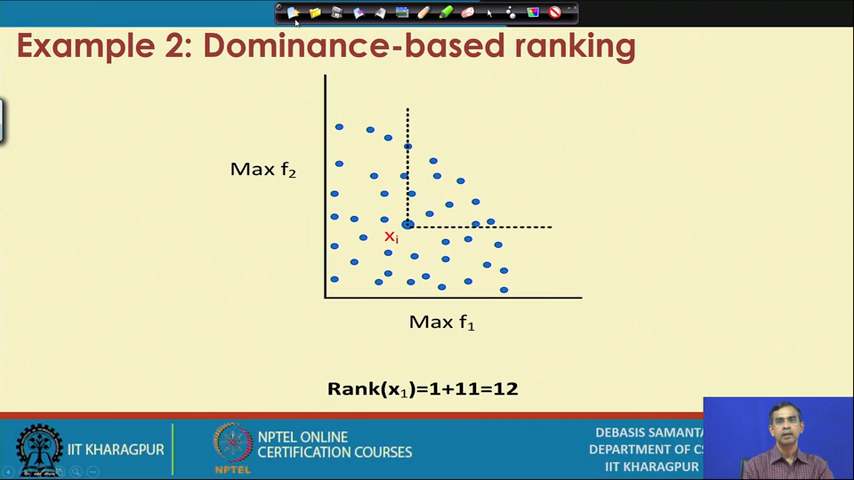 Example 2: Dominance-based ranking
Max f₂
xᵢ
Max f₁
Rank(x₁)=1+11=12
IIT KHARAGPUR
NPTEL
NPTEL ONLINE
CERTIFICATION COURSES
DEBASIS SAMANTA
DEPARTMENT OF CS
IIT KHARAGPUR